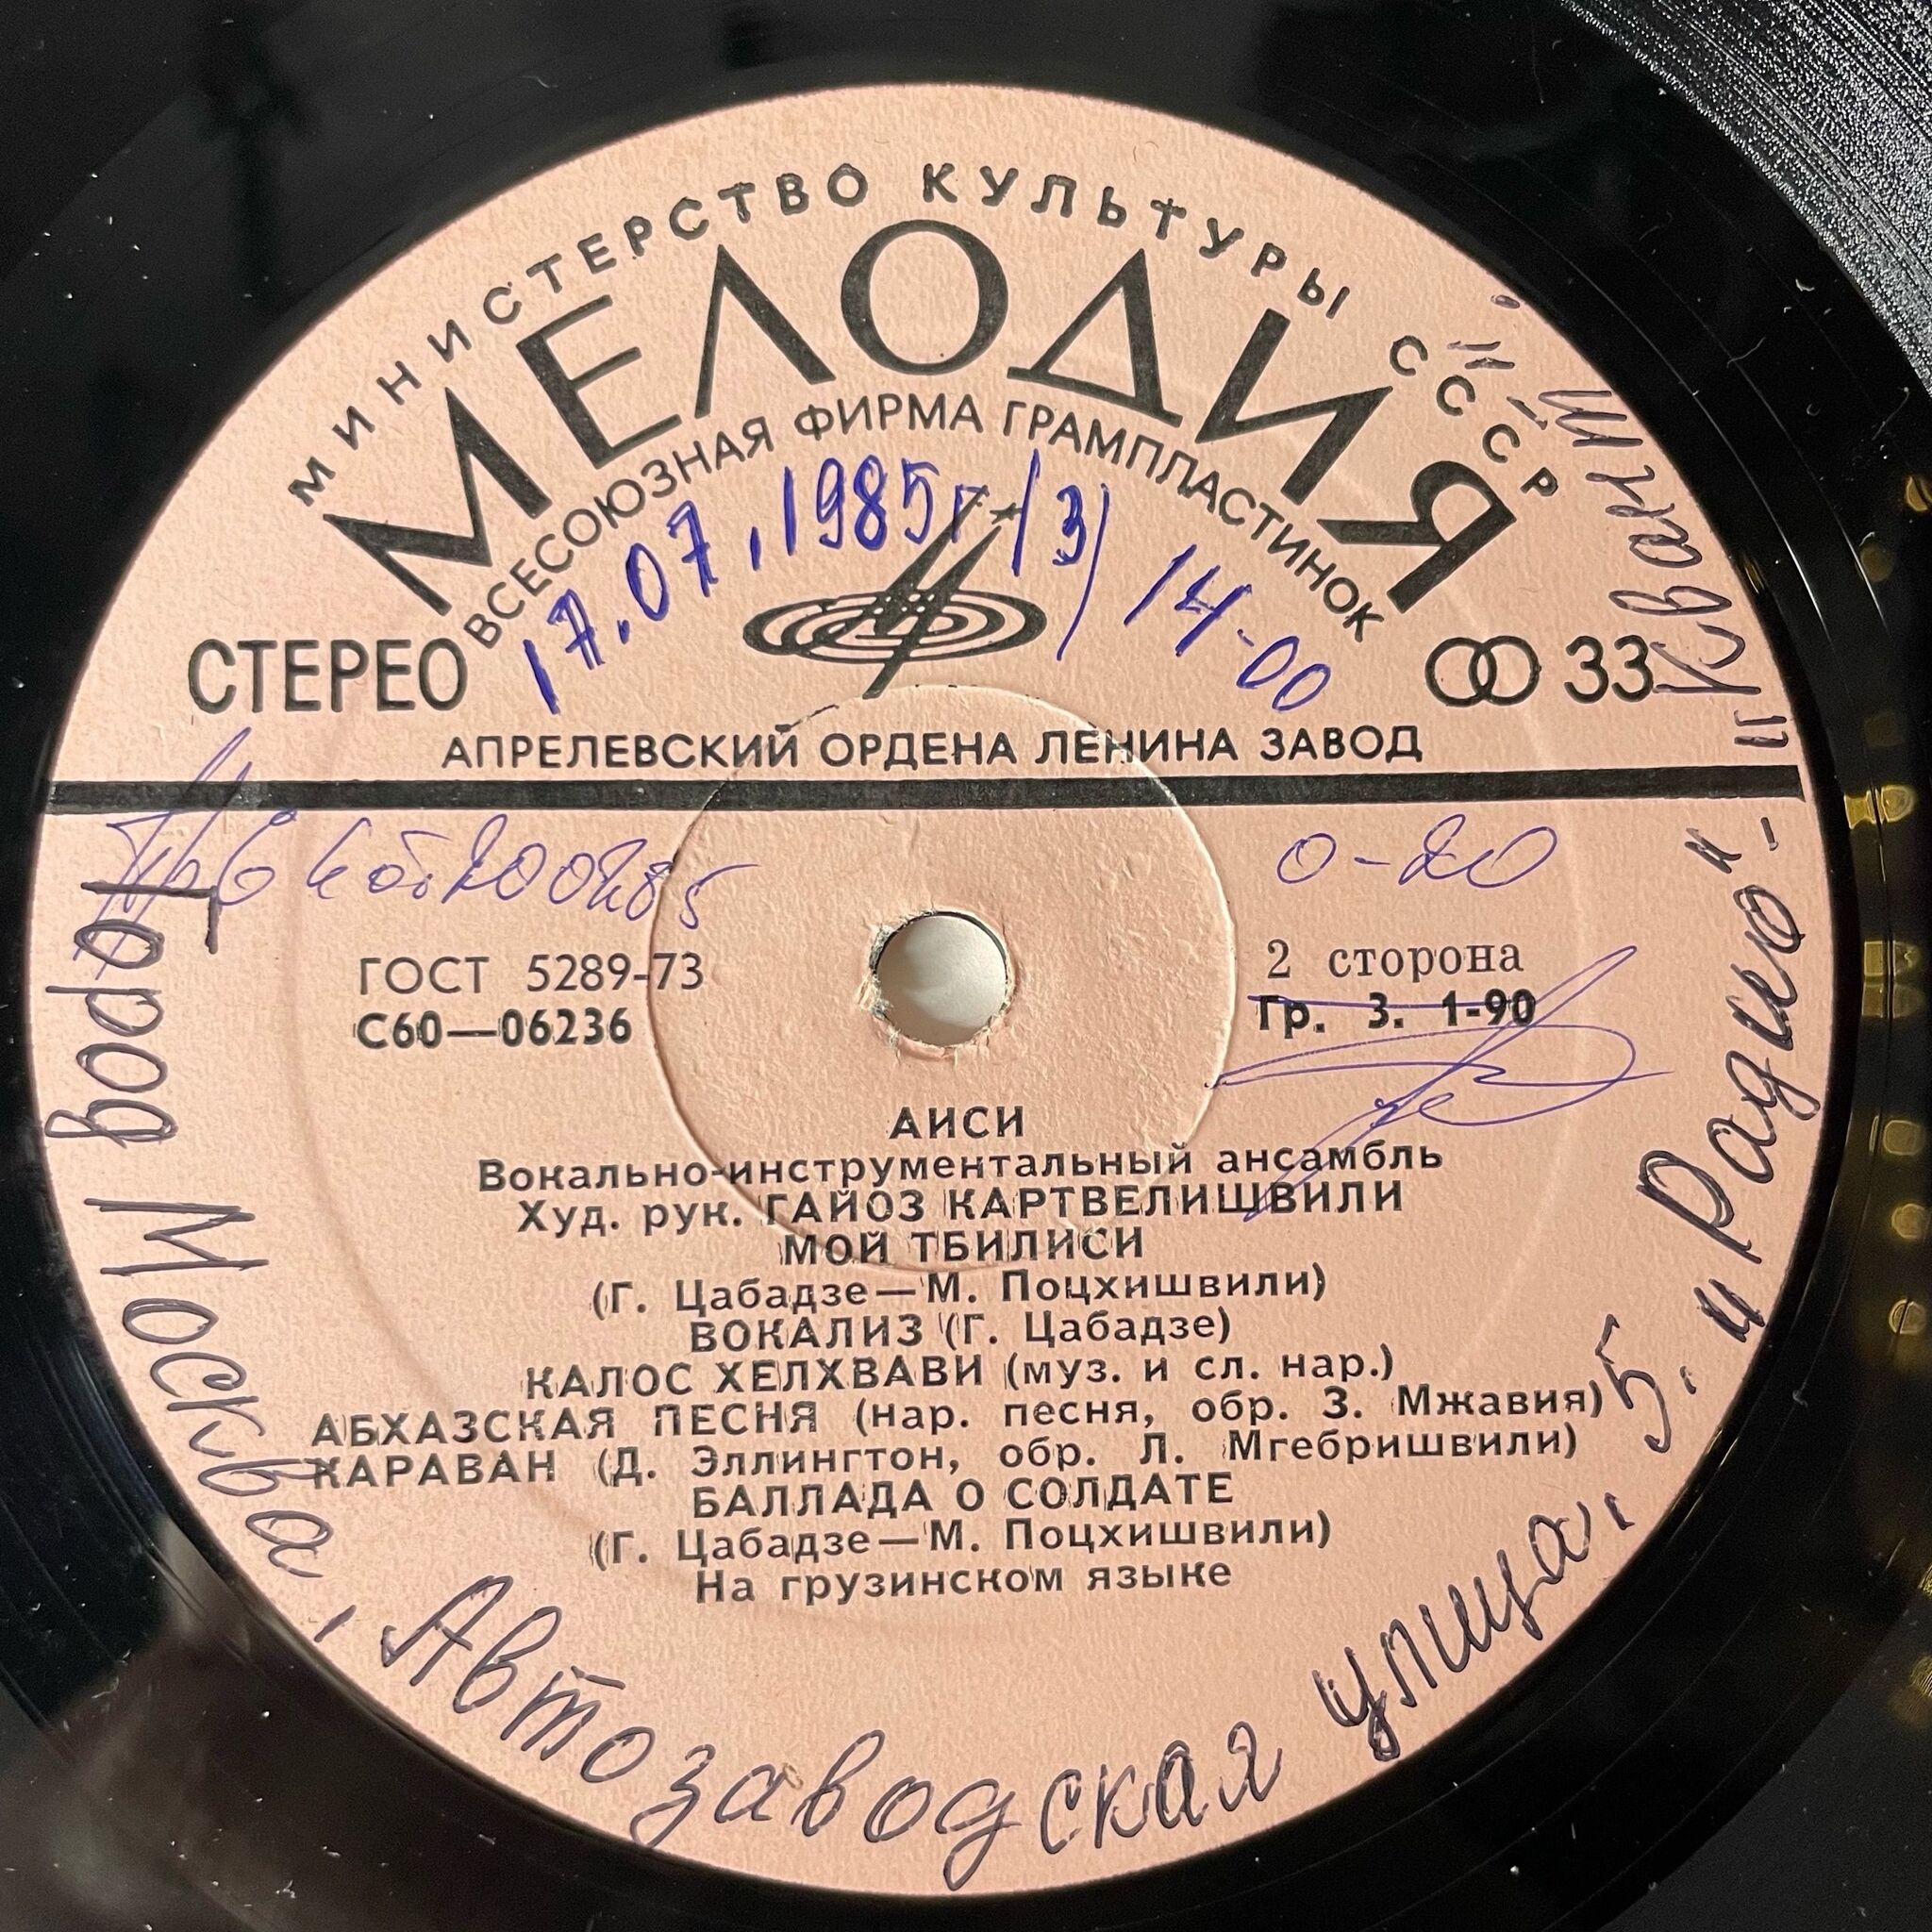 МИНИСТЕРСТВО КУЛЬТУРЫ СССР
МЕЛОДИЯ
ВСЕСОЮЗНАЯ ФИРМА ГРАМПЛАСТИНОК
17.07.1985г. /3/ 14-00
СТЕРЕО
33
АПРЕЛЕВСКИЙ ОРДЕНА ЛЕНИНА ЗАВОД
0-20
ГОСТ 5289-73
С60—06236
2 сторона
Гр. 3. 1-90
АИСИ
Вокально-инструментальный ансамбль
Худ. рук. ГАЙОЗ КАРТВЕЛИШВИЛИ
МОЙ ТБИЛИСИ
(Г. Цабадзе—М. Поцхишвили)
ВОКАЛИЗ (Г. Цабадзе)
КАЛОС ХЕЛХВАВИ (муз. и сл. нар.)
АБХАЗСКАЯ ПЕСНЯ (нар. песня, обр. З. Мжавия)
КАРАВАН (Д. Эллингтон, обр. Л. Мгебришвили)
БАЛЛАДА О СОЛДАТЕ
(Г. Цабадзе—М. Поцхишвили)
На грузинском языке
Город Москва, Автозаводская улица, 5. "Радио"- "Квант"